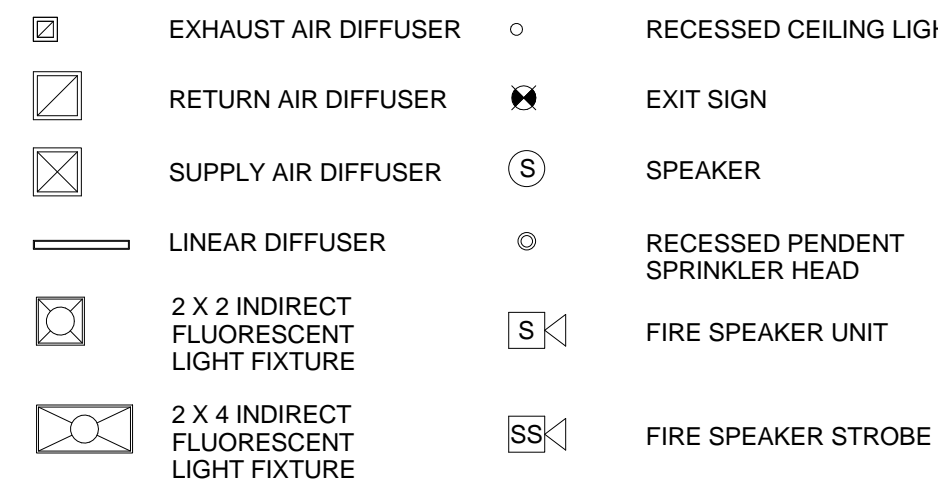 EXHAUST AIR DIFFUSER
RETURN AIR DIFFUSER
SUPPLY AIR DIFFUSER
LINEAR DIFFUSER
2 X 2 INDIRECT
FLUORESCENT
LIGHT FIXTURE
2 X 4 INDIRECT
FLUORESCENT
LIGHT FIXTURE
RECESSED CEILING
EXIT SIGN
S
SPEAKER
RECESSED PENDENT
SPRINKLER HEAD
S
FIRE SPEAKER UNIT
SS
FIRE SPEAKER STROBE